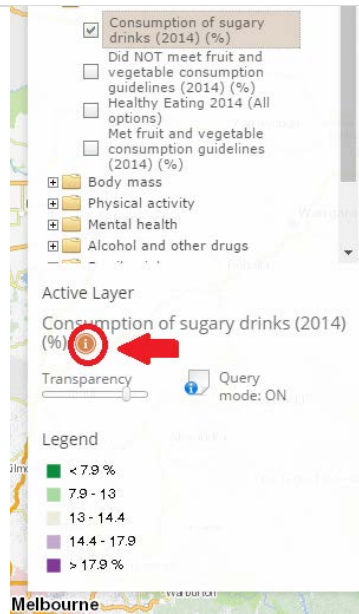 Consumption of sugary
drinks (2014) (%)
Did NOT meet fruit and
vegetable consumption
guidelines (2014) (%)
Healthy Eating 2014 (All
options)
Met fruit and vegetable
consumption guidelines
(2014) (%)
Body mass
Physical activity
Mental health
Alcohol and other drugs
Active Layer
Consumption of sugary drinks (2014)
(%)
Transparency
Query
mode: ON
Legend
< 7.9 %
7.9 - 13
13 - 14.4
14.4 - 17.9
> 17.9 %
Warburton
Melbourne